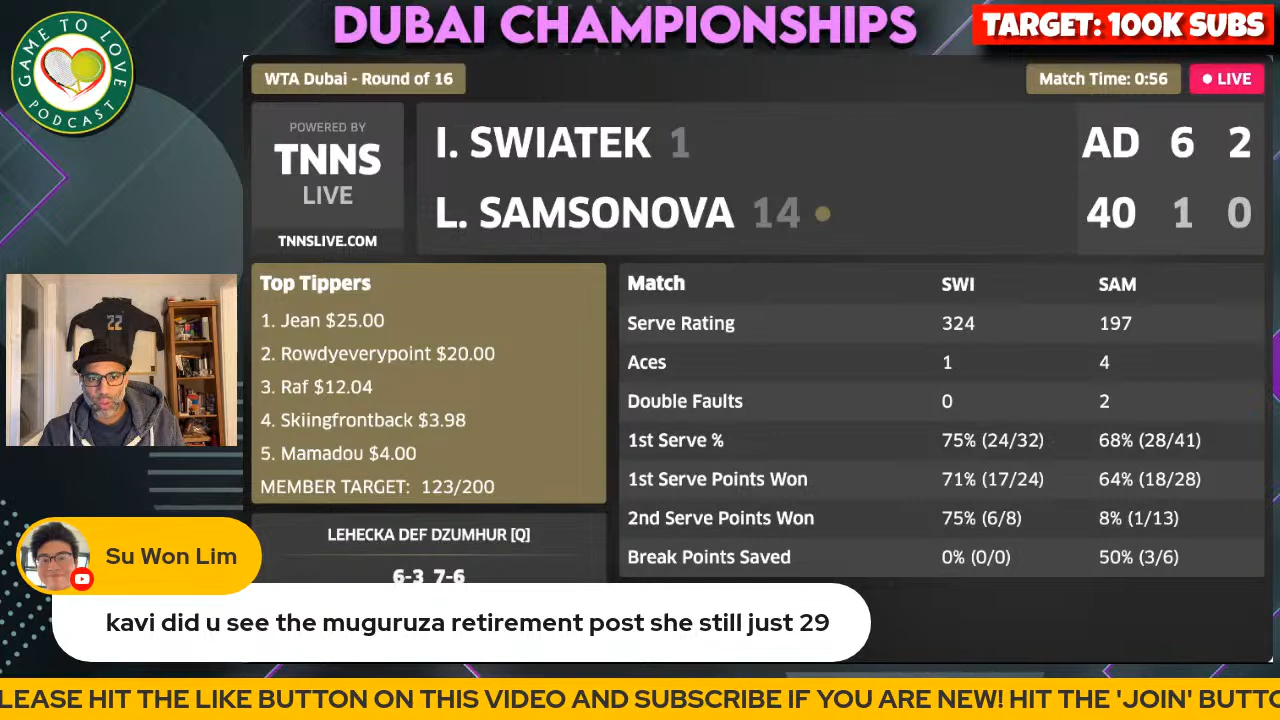 GAME TO LOVE
PODCAST
DUBAI CHAMPIONSHIPS
TARGET: 100K SUBS
WTA Dubai - Round of 16
Match Time: 0:56
LIVE
POWERED BY
TNNS
LIVE
TNNSLIVE.COM
I. SWIATEK 1 AD 6 2
L. SAMSONOVA 14 40 1 0
22
Top Tippers
1. Jean $25.00
2. Rowdyeverypoint $20.00
3. Raf $12.04
4. Skiingfrontback $3.98
5. Mamadou $4.00
MEMBER TARGET: 123/200
Match SWI SAM
Serve Rating 324 197
Aces 1 4
Double Faults 0 2
1st Serve % 75% (24/32) 68% (28/41)
1st Serve Points Won 71% (17/24) 64% (18/28)
2nd Serve Points Won 75% (6/8) 8% (1/13)
Break Points Saved 0% (0/0) 50% (3/6)
LEHECKA DEF DZUMHUR [Q]
6-3 7-6
Su Won Lim
kavi did u see the muguruza retirement post she still just 29
LEASE HIT THE LIKE BUTTON ON THIS VIDEO AND SUBSCRIBE IF YOU ARE NEW! HIT THE 'JOIN' BUTTO